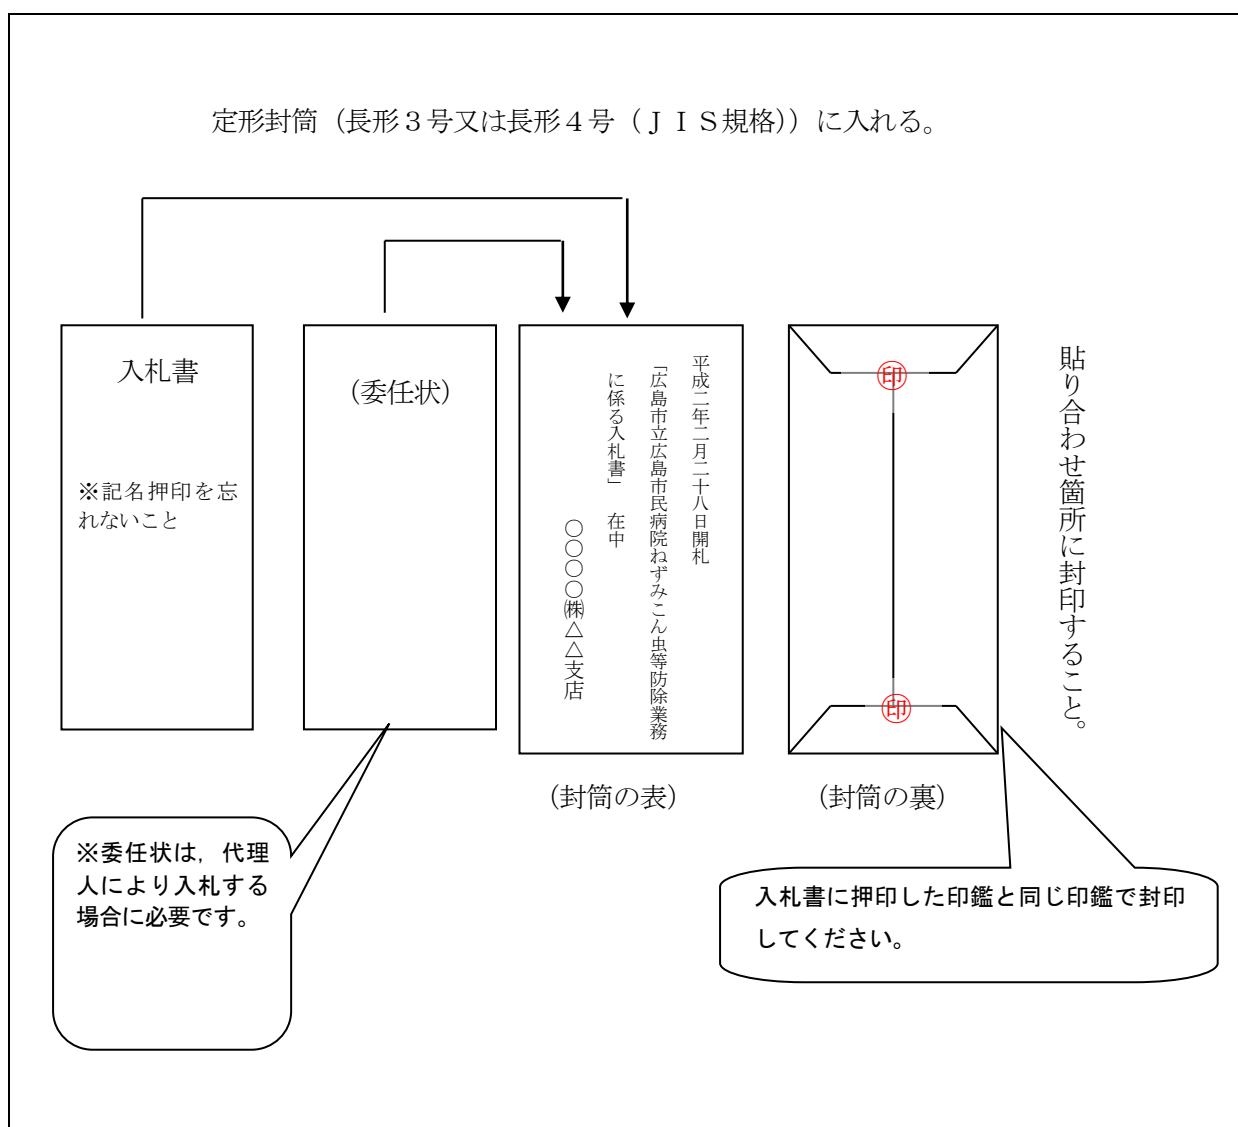 定形封筒（長形３号又は長形４号（ＪＩＳ規格））に入れる。
入札書
※記名押印を忘
れないこと
（委任状）
平成二年二月二十八日開札
「広島市立広島市民病院ねずみこん虫等防除業務
に係る入札書」　在中
〇〇〇〇㈱△△支店
印
印
貼り合わせ箇所に封印すること。
（封筒の表）
（封筒の裏）
※委任状は，代理
人により入札する
場合に必要です。
入札書に押印した印鑑と同じ印鑑で封印
してください。